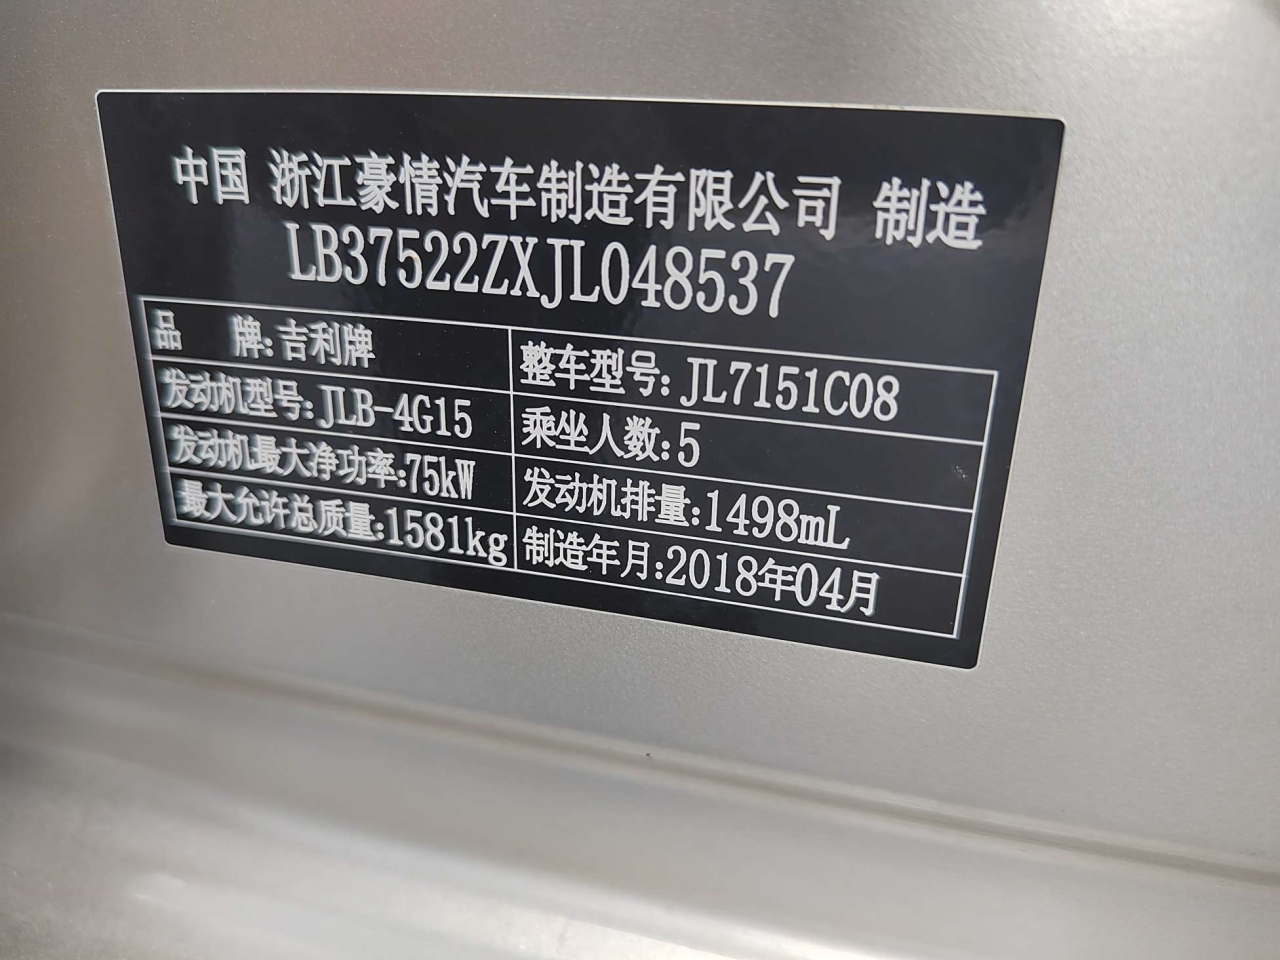 中国 浙江豪情汽车制造有限公司 制造
LB37522ZXJL048537
品 牌:吉利牌
整车型号:JL7151C08
发动机型号:JLB-4G15
乘坐人数:5
发动机最大净功率:75kW
发动机排量:1498mL
最大允许总质量:1581kg
制造年月:2018年04月